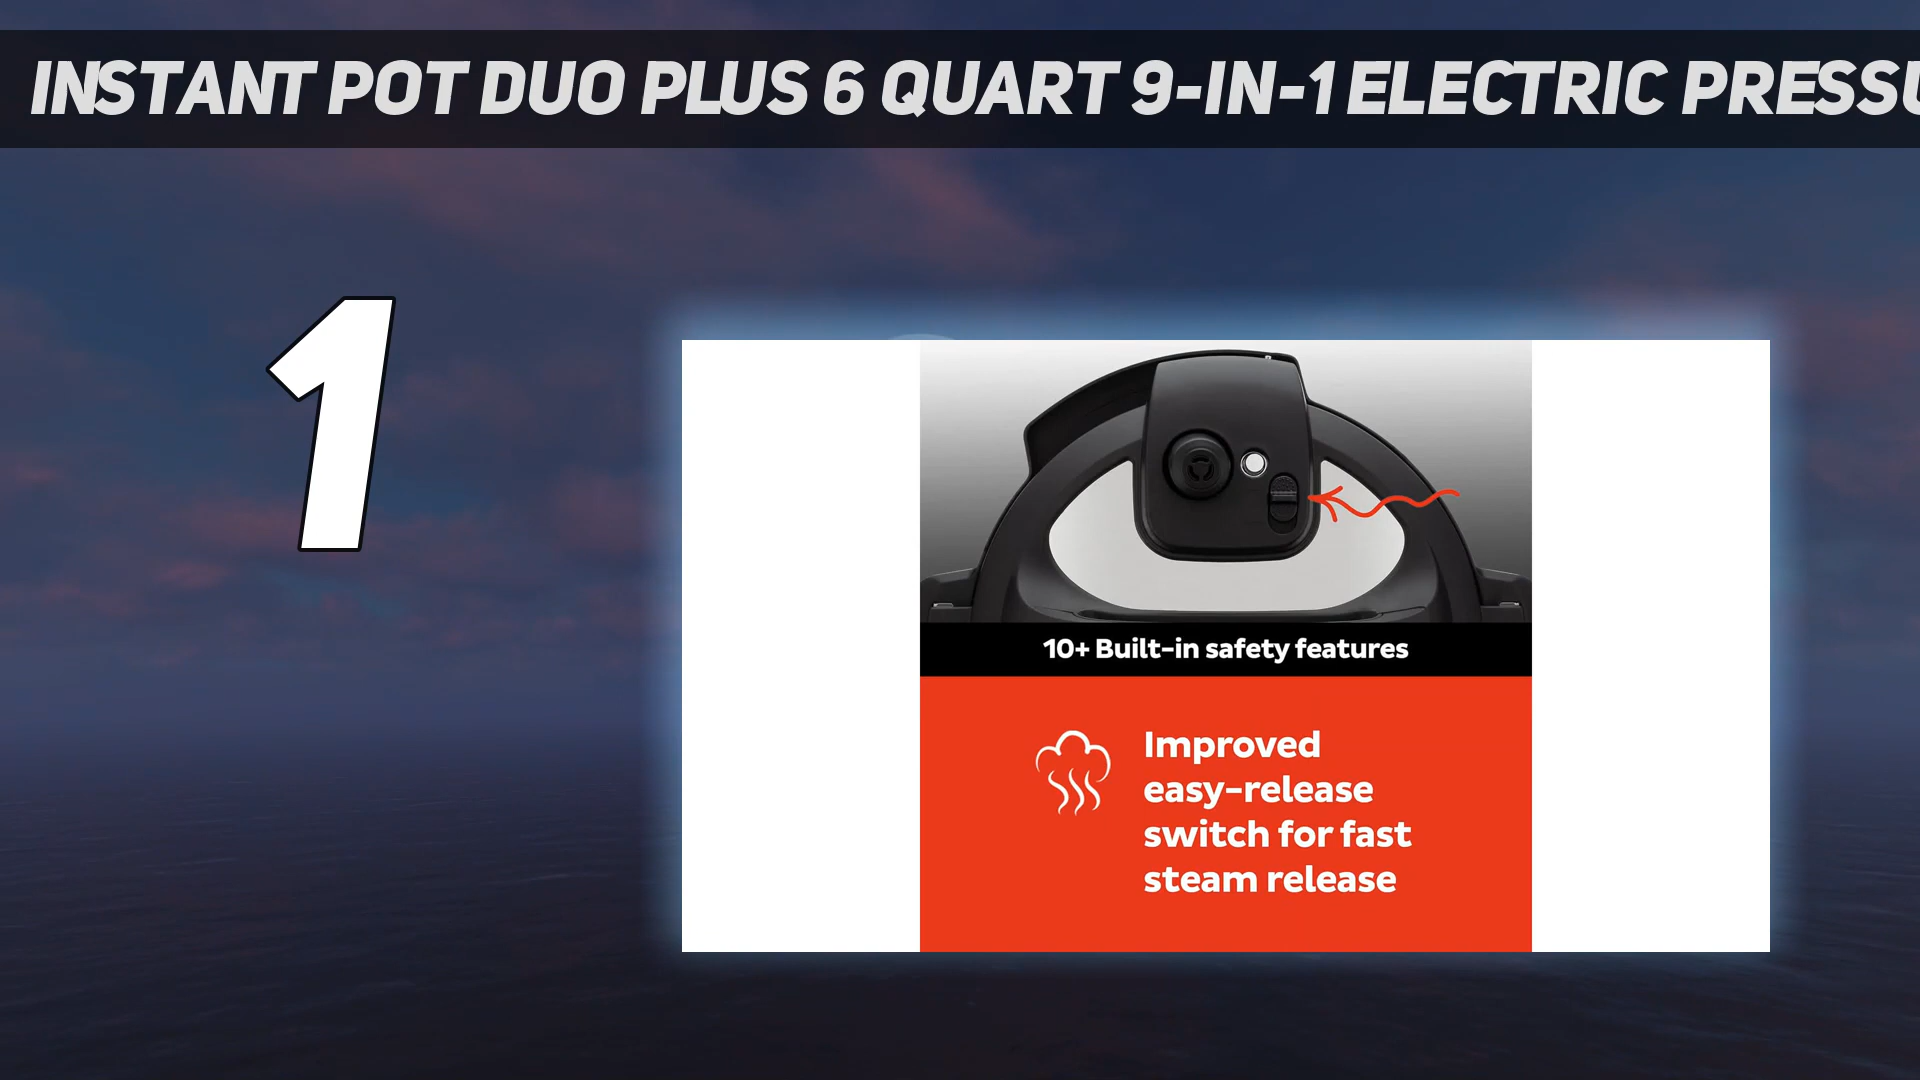 INSTANT POT DUO PLUS 6 QUART 9-IN-1 ELECTRIC PRESSU
1
10+ Built-in safety features
Improved
easy-release
switch for fast
steam release